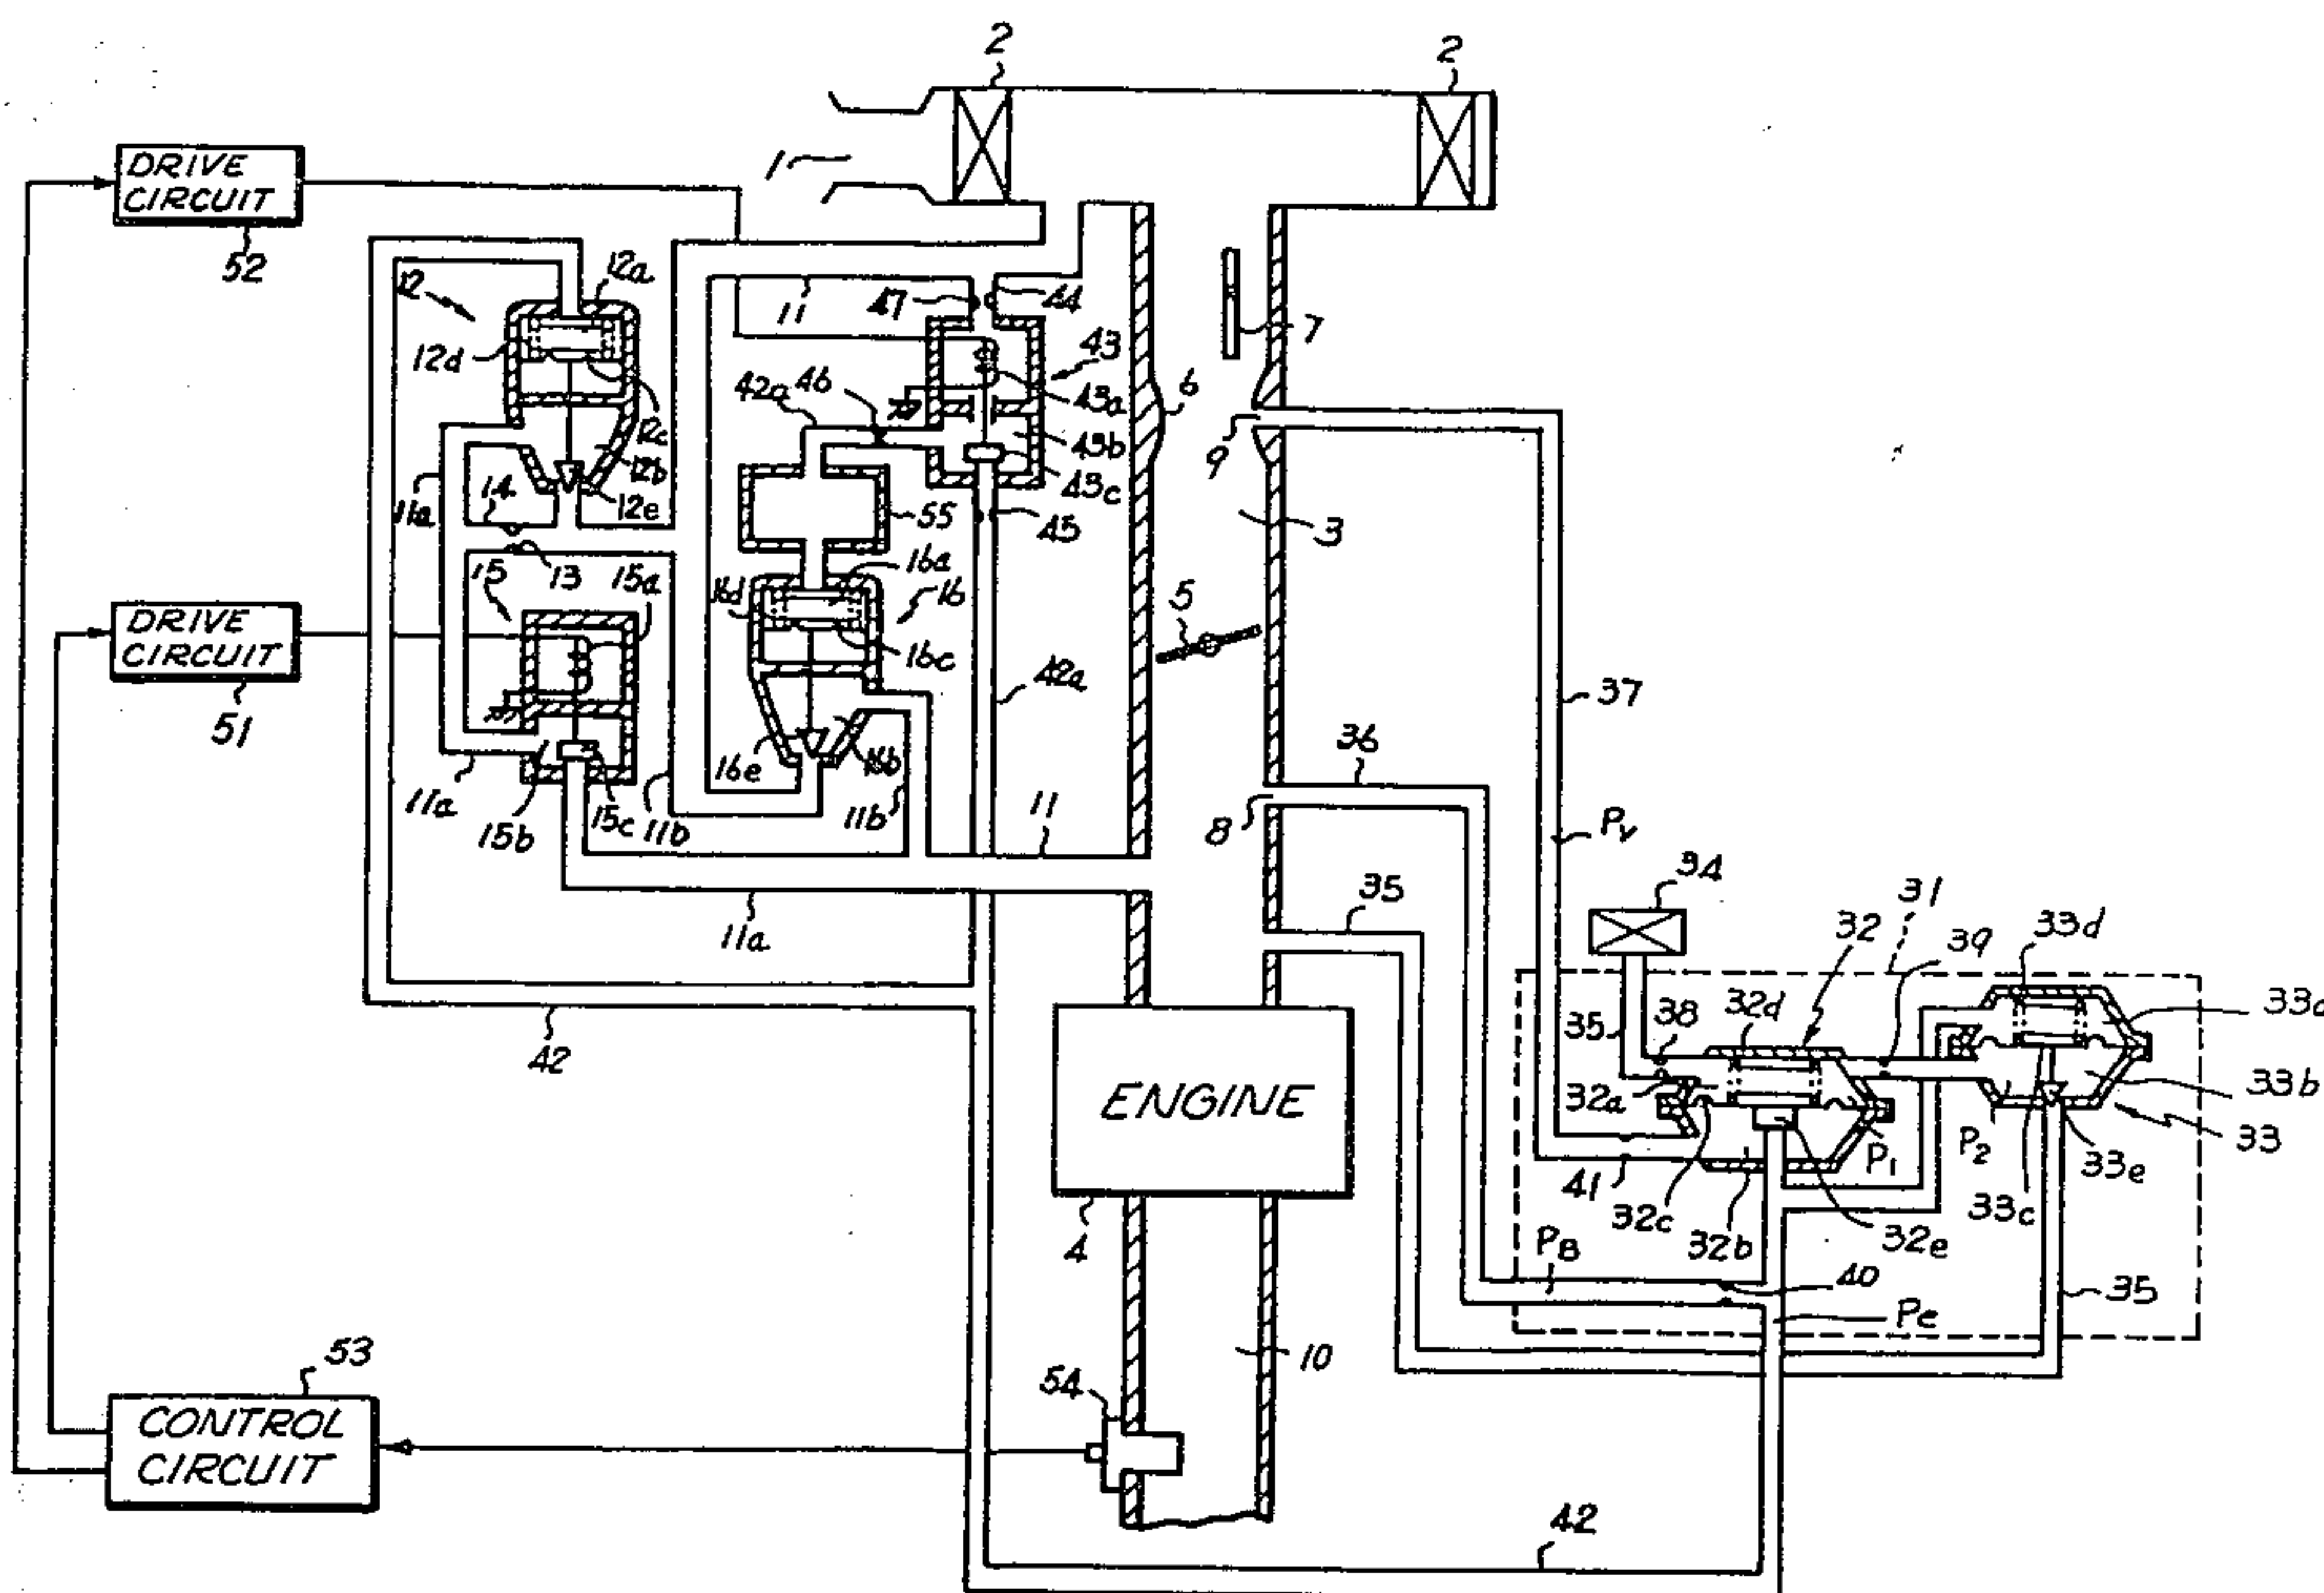 2
2
1
DRIVE
CIRCUIT
52
12
12a
12d
12c
12b
12e
11
47
44
43
43a
43b
43c
42a
46
6
7
9
3
11a
14
13
15
15a
55
45
16a
16d
16
16c
5
DRIVE
CIRCUIT
51
42a
37
16e
16b
36
11a
15b
15c
11b
11b
11
8
Pv
34
11a
35
31
32
39
33d
33a
35
38
32d
42
32a
33b
ENGINE
P1
P2
33
41
33c
33e
4
32c
32b
32e
PB
40
35
Pc
53
10
54
CONTROL
CIRCUIT
42